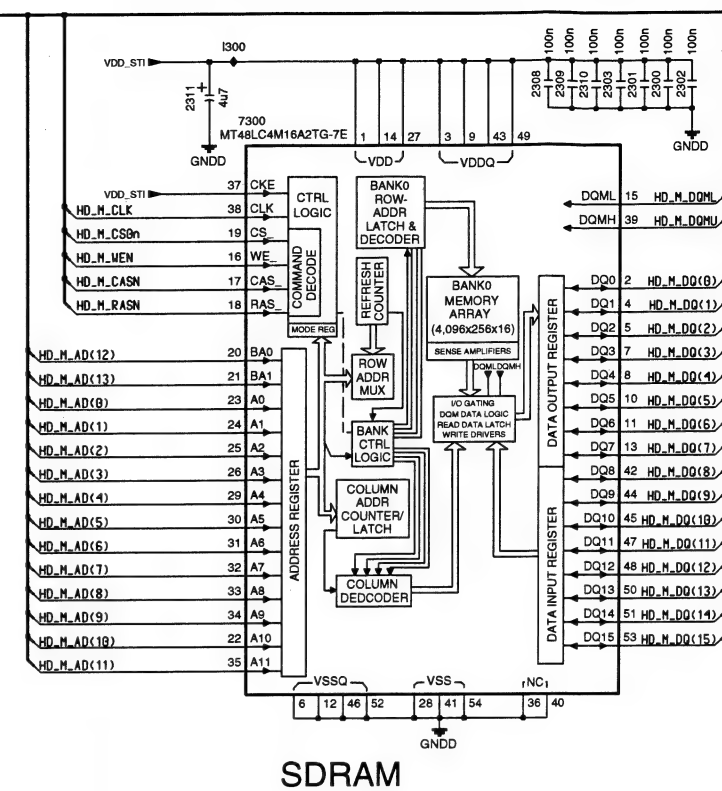 I300
VDD_STI
2311
4u7
+
GNDD
100n 100n 100n 100n 100n 100n 100n
2308 2309 2310 2303 2301 2300 2302
GNDD
7300
MT48LC4M16A2TG-7E
1 14 27 3 9 43 49
VDD VDDQ
VDD_STI 37 CKE
HD_M_CLK 38 CLK
HD_M_CS0n 19 CS_
HD_M_WEN 16 WE_
HD_M_CASN 17 CAS_
HD_M_RASN 18 RAS_
CTRL
LOGIC
COMMAND
DECODE
MODE REG
BANK0
ROW-
ADDR
LATCH &
DECODER
REFRESH
COUNTER
ROW
ADDR
MUX
BANK
CTRL
LOGIC
COLUMN
ADDR
COUNTER/
LATCH
COLUMN
DEDCODER
BANK0
MEMORY
ARRAY
(4,096x256x16)
SENSE AMPLIFIERS
DQML DQMH
I/O GATING
DQM DATA LOGIC
READ DATA LATCH
WRITE DRIVERS
HD_M_AD(12) 20 BA0
HD_M_AD(13) 21 BA1
HD_M_AD(0) 23 A0
HD_M_AD(1) 24 A1
HD_M_AD(2) 25 A2
HD_M_AD(3) 26 A3
HD_M_AD(4) 29 A4
HD_M_AD(5) 30 A5
HD_M_AD(6) 31 A6
HD_M_AD(7) 32 A7
HD_M_AD(8) 33 A8
HD_M_AD(9) 34 A9
HD_M_AD(10) 22 A10
HD_M_AD(11) 35 A11
ADDRESS REGISTER
DATA OUTPUT REGISTER
DATA INPUT REGISTER
DQML 15 HD_M_DQML
DQMH 39 HD_M_DQMU
DQ0 2 HD_M_DQ(0)
DQ1 4 HD_M_DQ(1)
DQ2 5 HD_M_DQ(2)
DQ3 7 HD_M_DQ(3)
DQ4 8 HD_M_DQ(4)
DQ5 10 HD_M_DQ(5)
DQ6 11 HD_M_DQ(6)
DQ7 13 HD_M_DQ(7)
DQ8 42 HD_M_DQ(8)
DQ9 44 HD_M_DQ(9)
DQ10 45 HD_M_DQ(10)
DQ11 47 HD_M_DQ(11)
DQ12 48 HD_M_DQ(12)
DQ13 50 HD_M_DQ(13)
DQ14 51 HD_M_DQ(14)
DQ15 53 HD_M_DQ(15)
VSSQ VSS NC
6 12 46 52 28 41 54 36 40
GNDD
SDRAM